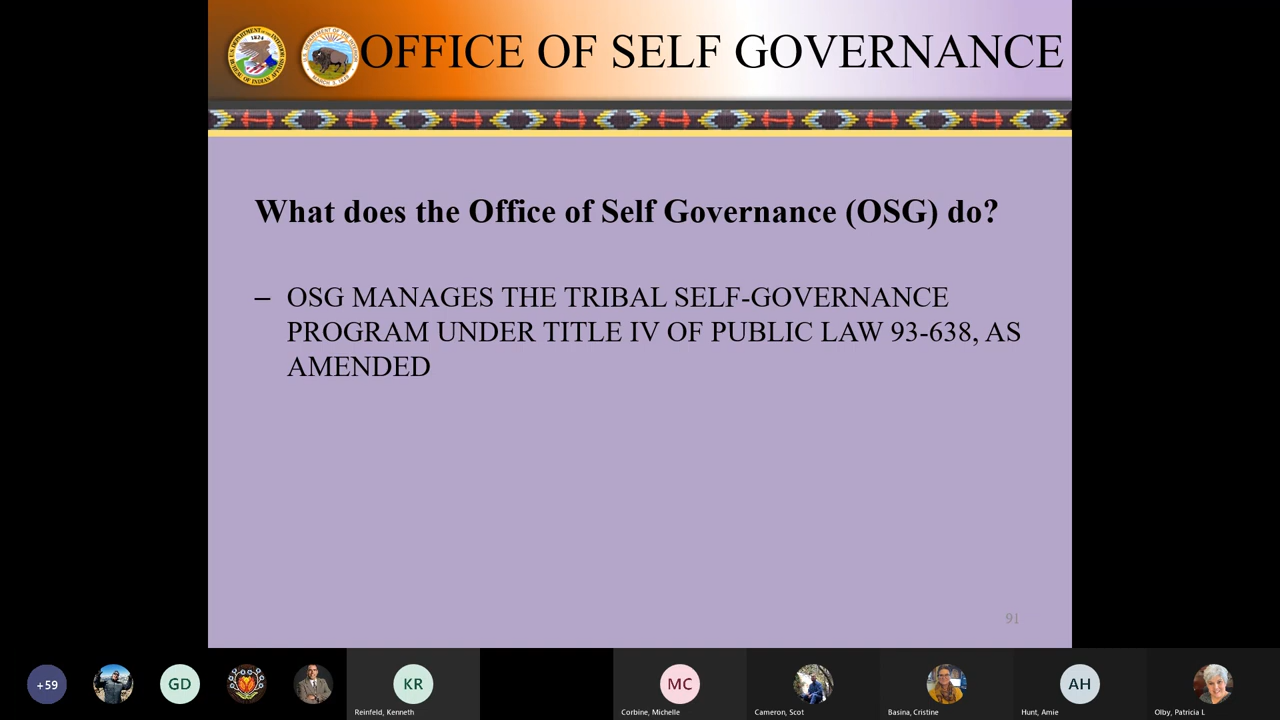 OFFICE OF SELF GOVERNANCE
What does the Office of Self Governance (OSG) do?
– OSG MANAGES THE TRIBAL SELF-GOVERNANCE
PROGRAM UNDER TITLE IV OF PUBLIC LAW 93-638, AS
AMENDED
91
+59
GD
KR
Reinfeld, Kenneth
MC
Corbine, Michelle
Cameron, Scot
Basina, Cristine
AH
Hunt, Amie
Olby, Patricia L